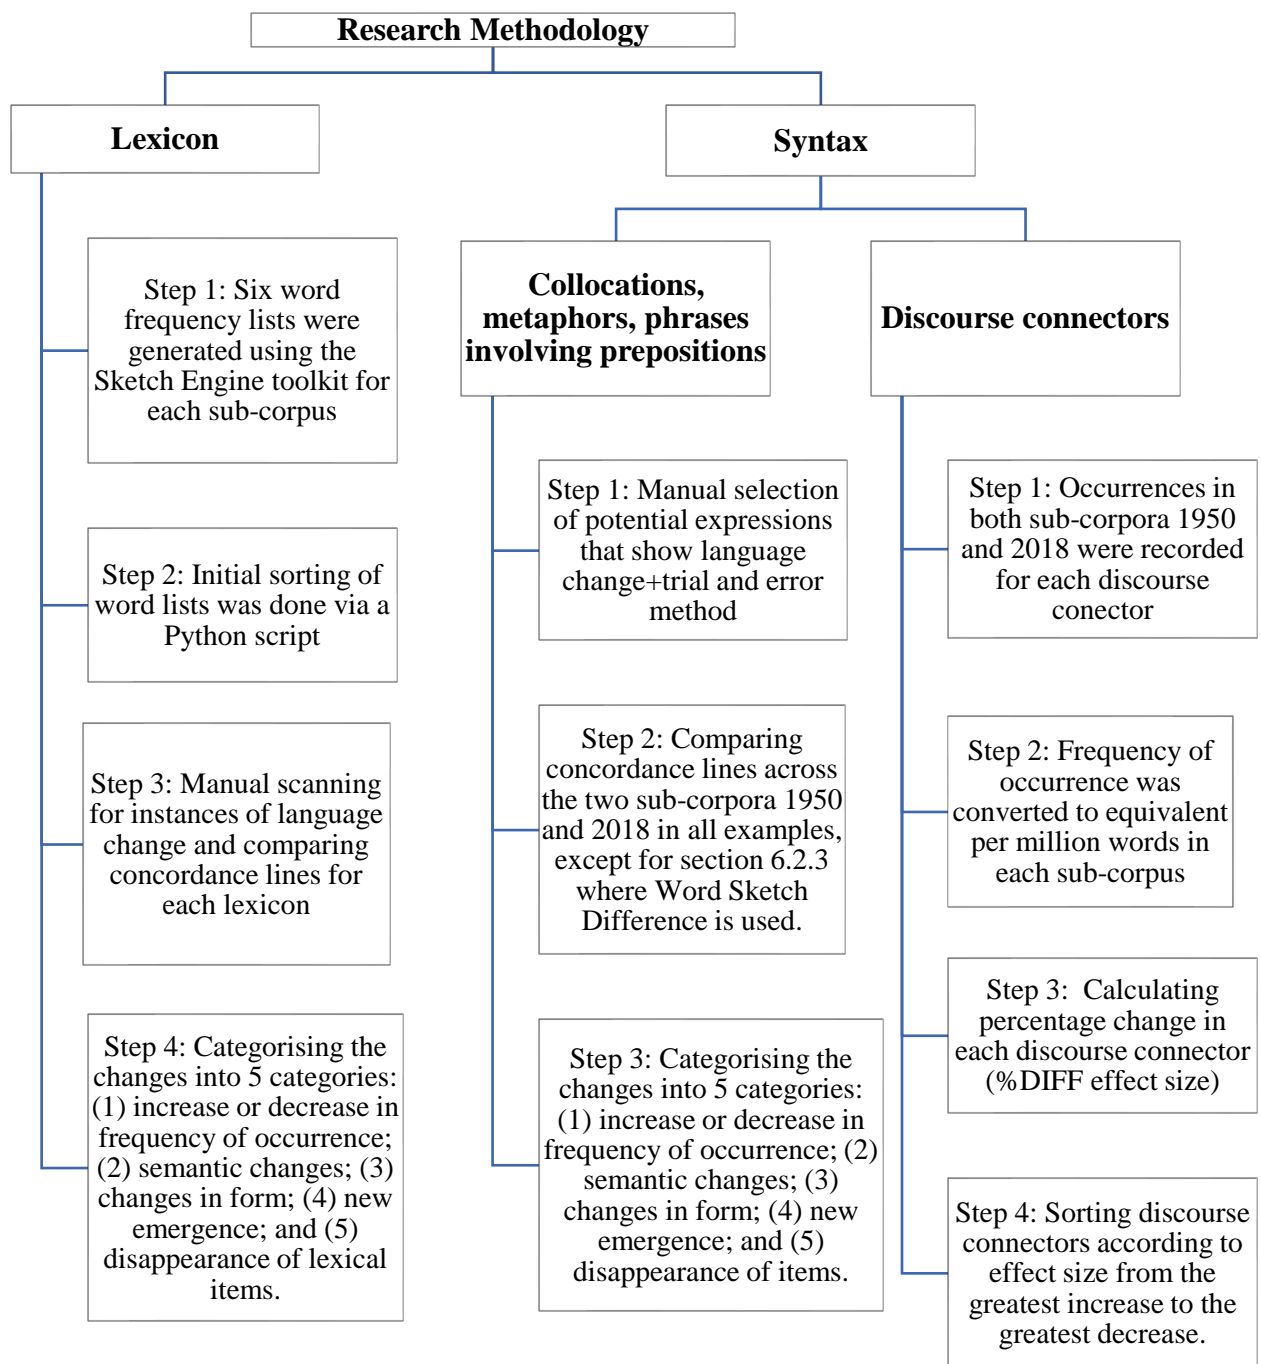 Research Methodology
Lexicon
Step 1: Six word
frequency lists were
generated using the
Sketch Engine toolkit for
each sub-corpus
Step 2: Initial sorting of
word lists was done via a
Python script
Step 3: Manual scanning
for instances of language
change and comparing
concordance lines for
each lexicon
Step 4: Categorising the
changes into 5 categories:
(1) increase or decrease in
frequency of occurrence;
(2) semantic changes; (3)
changes in form; (4) new
emergence; and (5)
disappearance of lexical
items.
Syntax
Collocations,
metaphors, phrases
involving prepositions
Step 1: Manual selection
of potential expressions
that show language
change+trial and error
method
Step 2: Comparing
concordance lines across
the two sub-corpora 1950
and 2018 in all examples,
except for section 6.2.3
where Word Sketch
Difference is used.
Step 3: Categorising the
changes into 5 categories:
(1) increase or decrease in
frequency of occurrence; (2)
semantic changes; (3)
changes in form; (4) new
emergence; and (5)
disappearance of items.
Discourse connectors
Step 1: Occurrences in
both sub-corpora 1950
and 2018 were recorded
for each discourse
conector
Step 2: Frequency of
occurrence was
converted to equivalent
per million words in
each sub-corpus
Step 3:  Calculating
percentage change in
each discourse connector
(%DIFF effect size)
Step 4: Sorting discourse
connectors according to
effect size from the
greatest increase to the
greatest decrease.